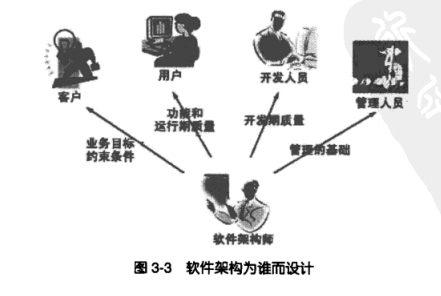 客户
用户
开发人员
管理人员
业务目标
约束条件
功能和
运行期质量
开发期质量
管理的基础
软件架构师
图 3-3 软件架构为谁而设计